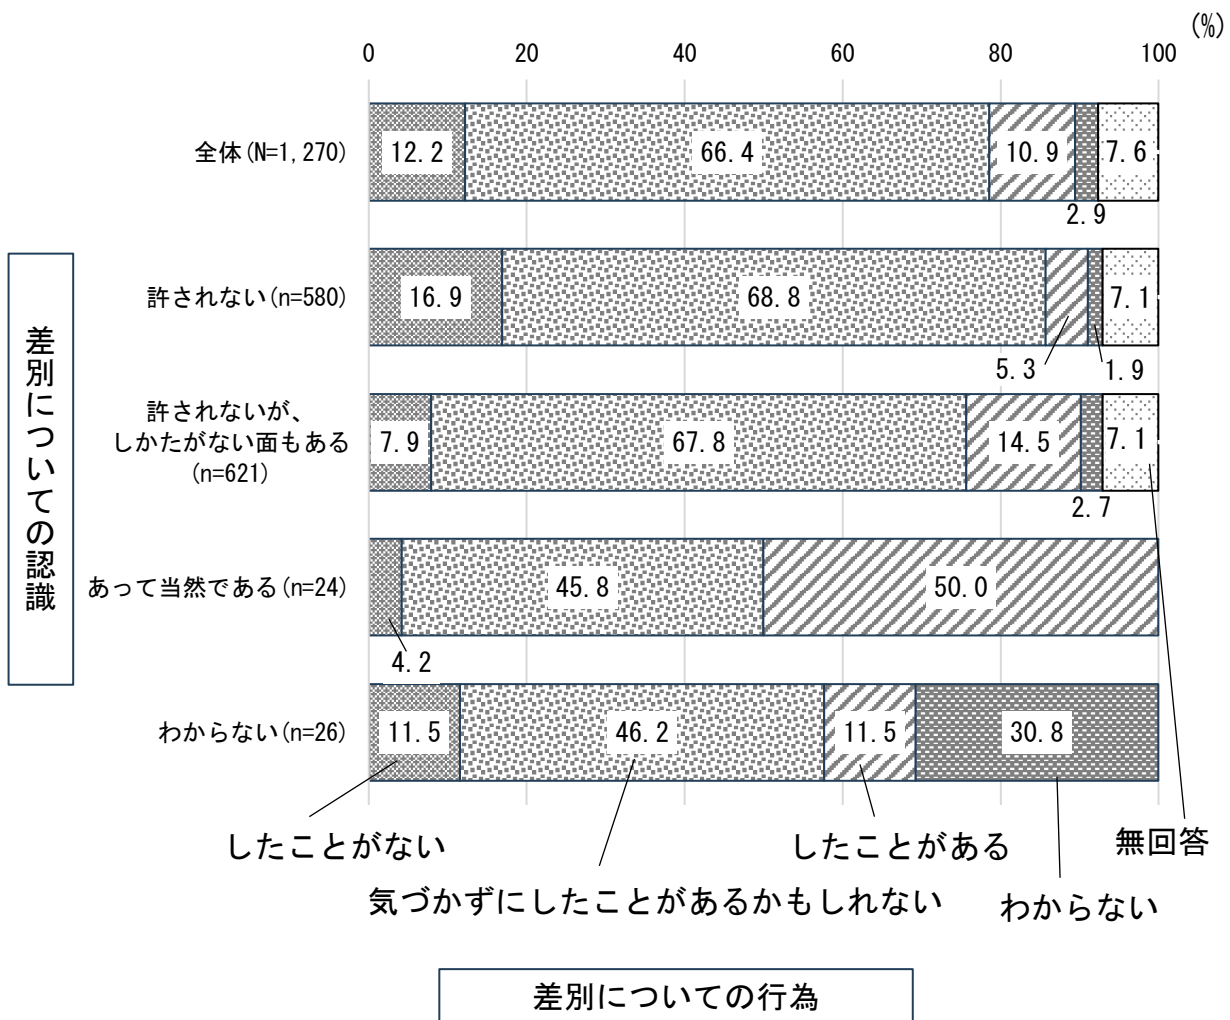 (%)
0 20 40 60 80 100
全体(N=1,270) 12.2 66.4 10.9 7.6
2.9
許されない(n=580) 16.9 68.8 7.1
5.3 1.9
許されないが、
しかたがない面もある
(n=621)
7.9 67.8 14.5 7.1
2.7
あって当然である(n=24) 45.8 50.0
4.2
わからない(n=26) 11.5 46.2 11.5 30.8
差別についての認識
したことがない したことがある 無回答
気づかずにしたことがあるかもしれない わからない
差別についての行為